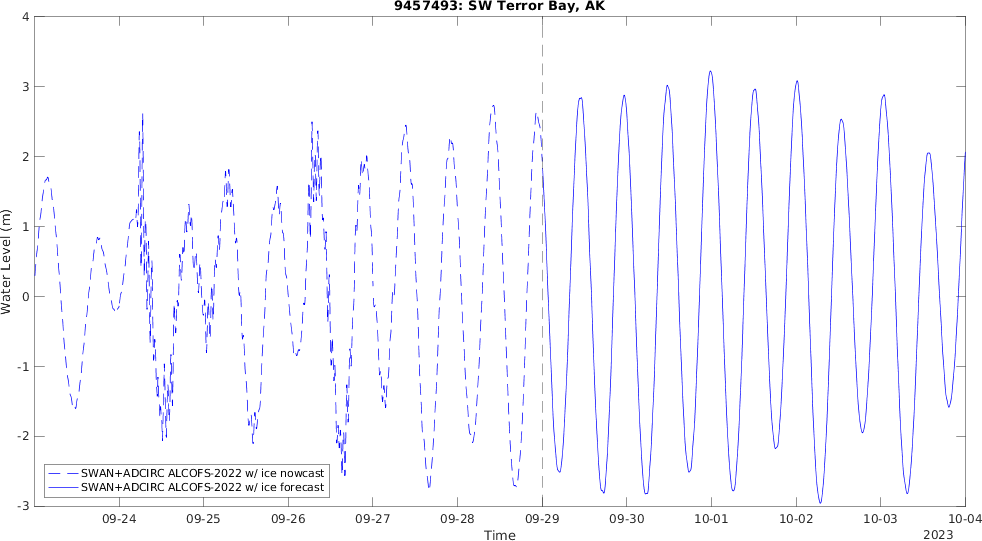 9457493: SW Terror Bay, AK
4
3
2
1
0
-1
-2
-3
Water Level (m)
SWAN+ADCIRC ALCOFS-2022 w/ ice nowcast
SWAN+ADCIRC ALCOFS-2022 w/ ice forecast
09-24 09-25 09-26 09-27 09-28 09-29 09-30 10-01 10-02 10-03 10-04
Time
2023